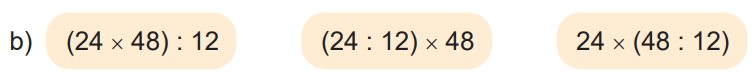 b) (24 × 48) : 12 (24 : 12) × 48 24 × (48 : 12)